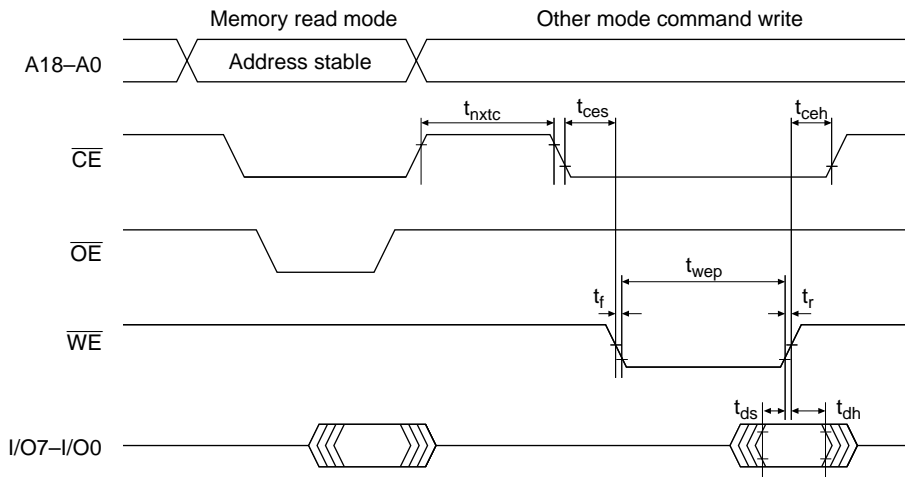 Memory read mode Other mode command write
A18–A0 Address stable
tnxtc tces tceh
CE
OE
twep
tf tr
WE
tds tdh
I/O7–I/O0